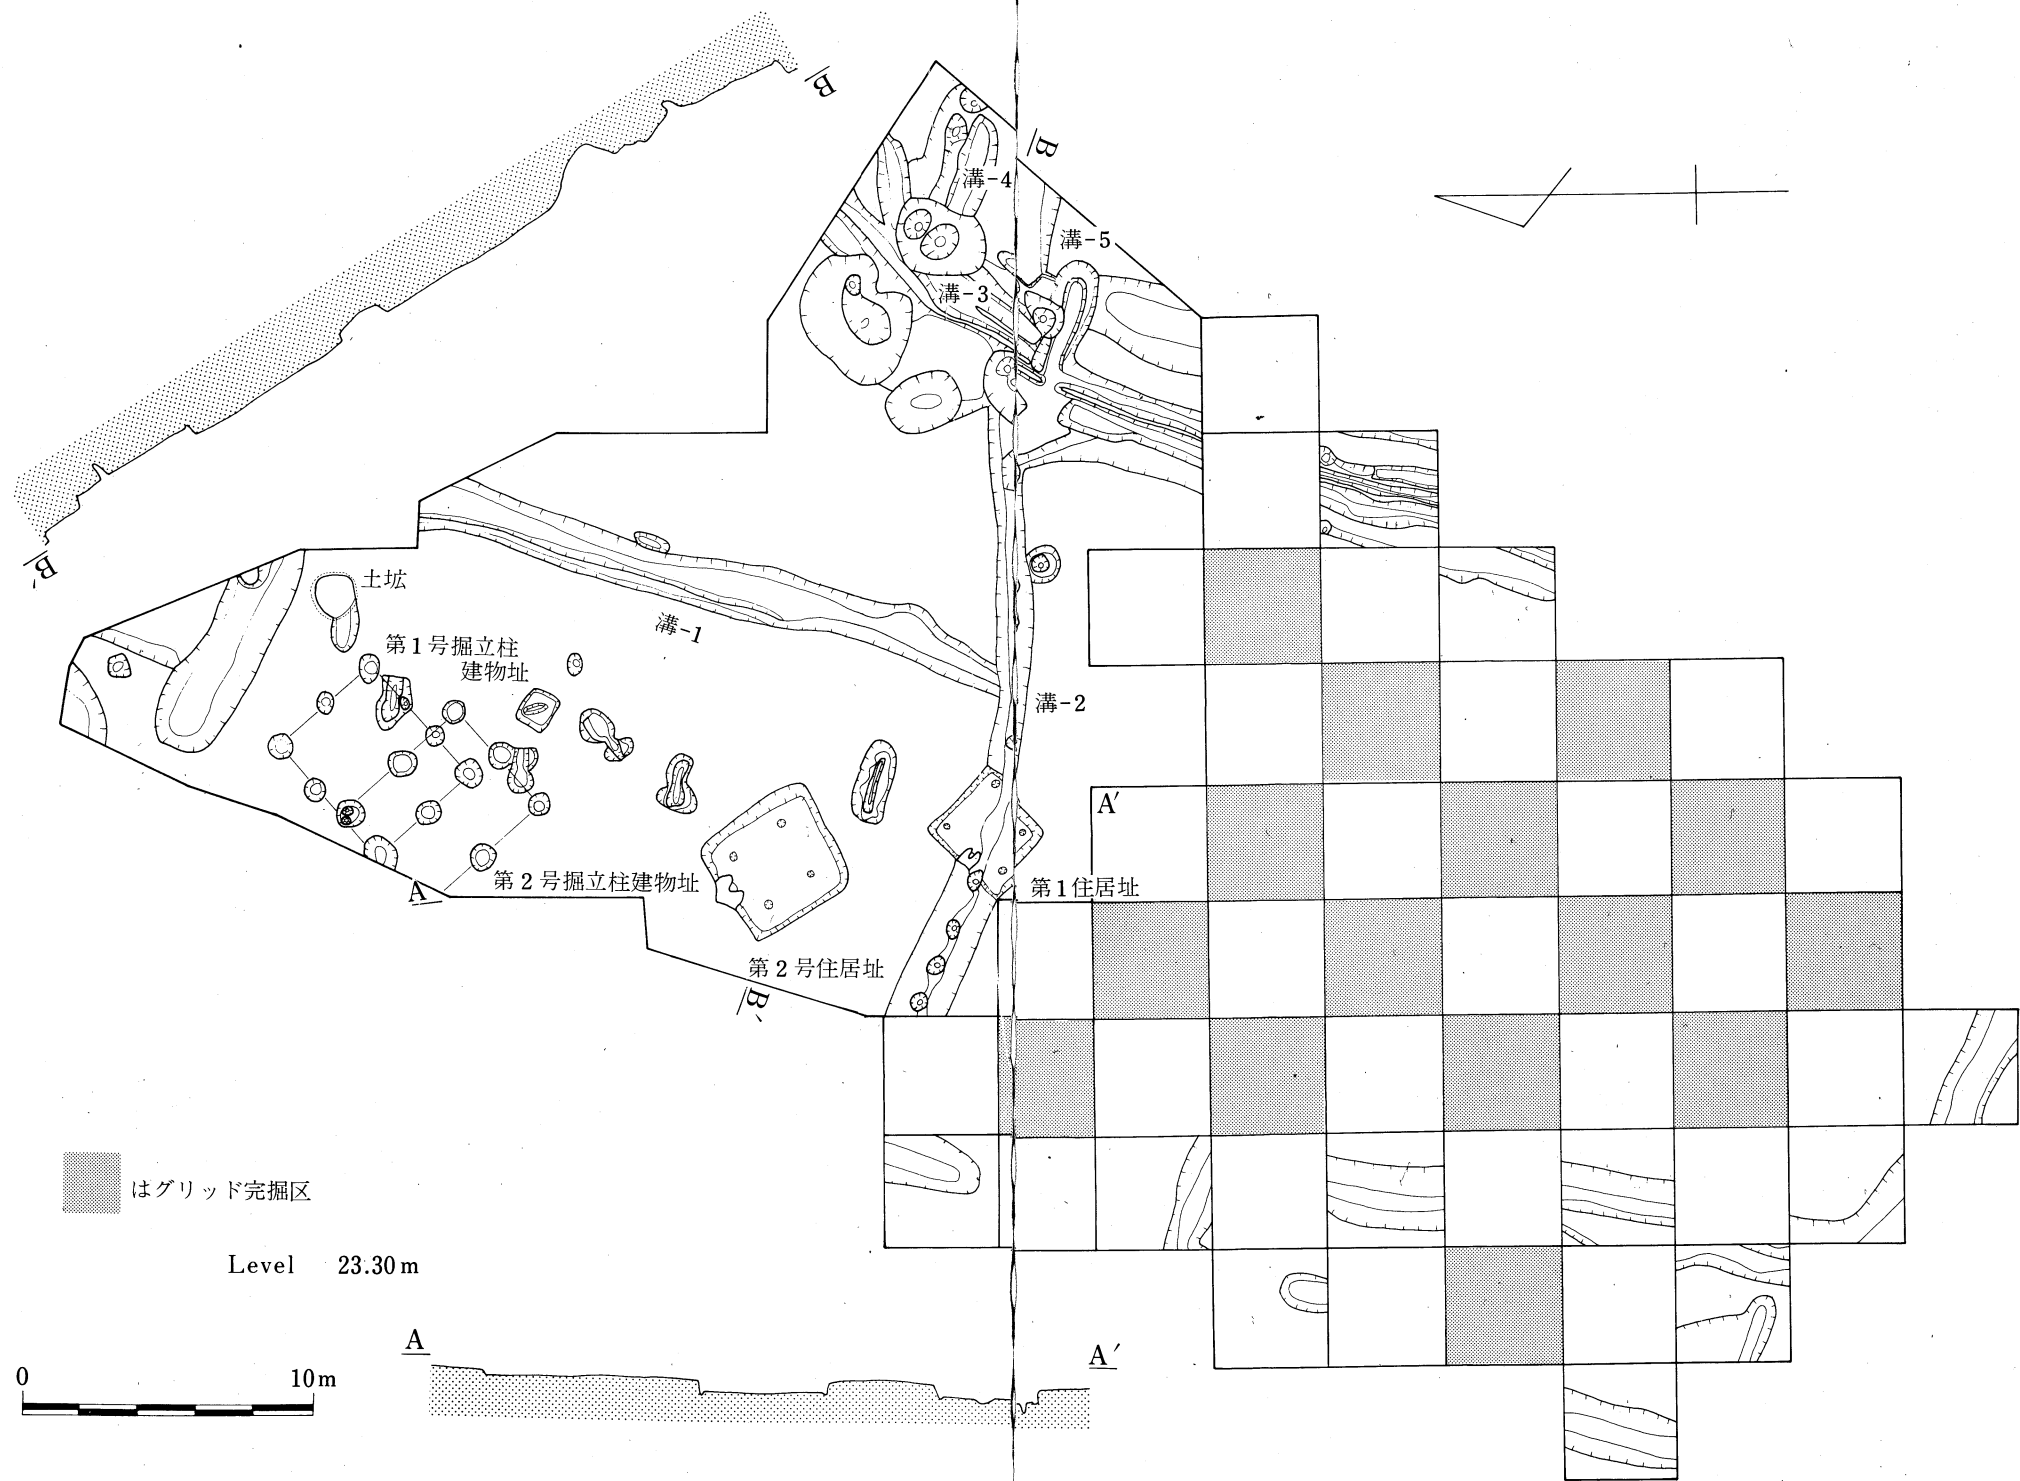 B
B
溝-4
溝-5
溝-3
B′
土拡
第1号掘立柱
建物址
溝-1
溝-2
A′
第2号掘立柱建物址
A
第1住居址
第2号住居址
B′
はグリッド完掘区
Level 23.30m
A
A′
0 10m